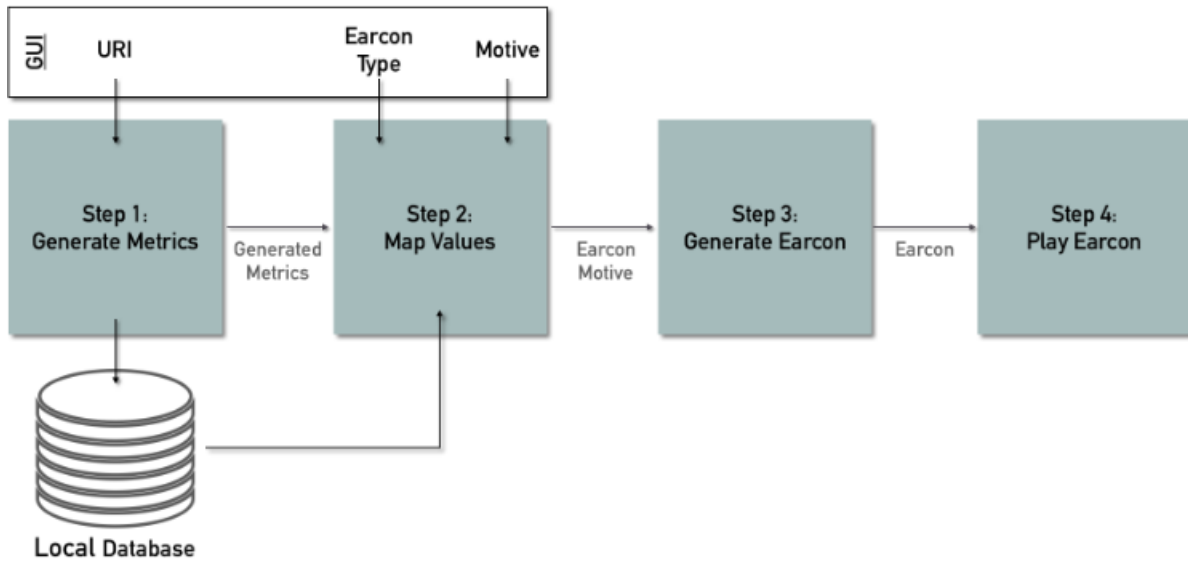 GUI
URI
Earcon
Type
Motive
Step 1:
Generate Metrics
Generated
Metrics
Step 2:
Map Values
Earcon
Motive
Step 3:
Generate Earcon
Earcon
Step 4:
Play Earcon
Local Database